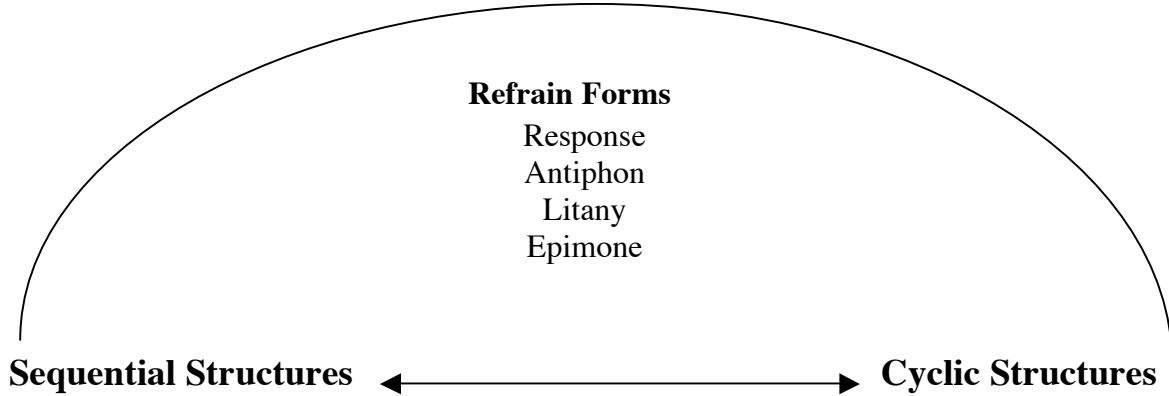 Refrain Forms
Response
Antiphon
Litany
Epimone
Sequential Structures
Cyclic Structures